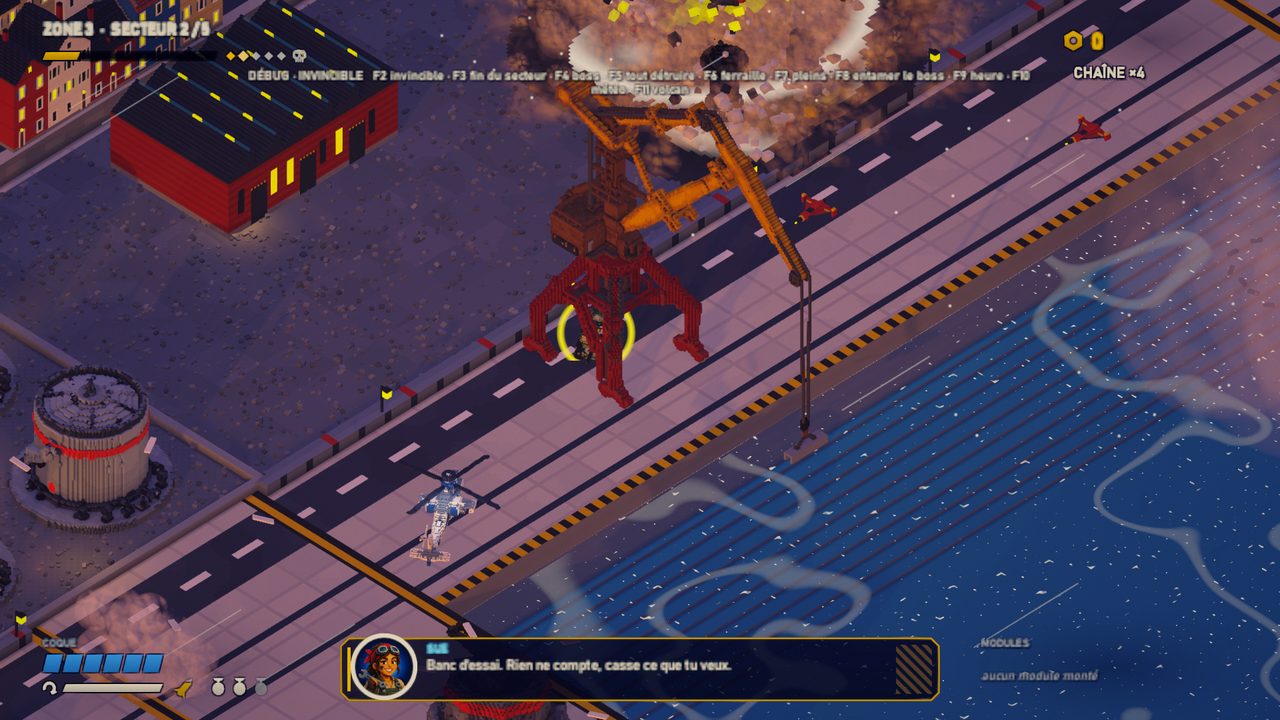 ZONE 3 - SECTEUR 2/5
DÉBUG · INVINCIBLE F2 invincible · F3 fin du secteur · F4 boss · F5 tout détruire · F6 ferraille · F7 pleins · F8 entamer le boss · F9 heure · F10
météo · F11 volcan
0
CHAÎNE ×4
COQUE
SUE
Banc d'essai. Rien ne compte, casse ce que tu veux.
MODULES
aucun module monté